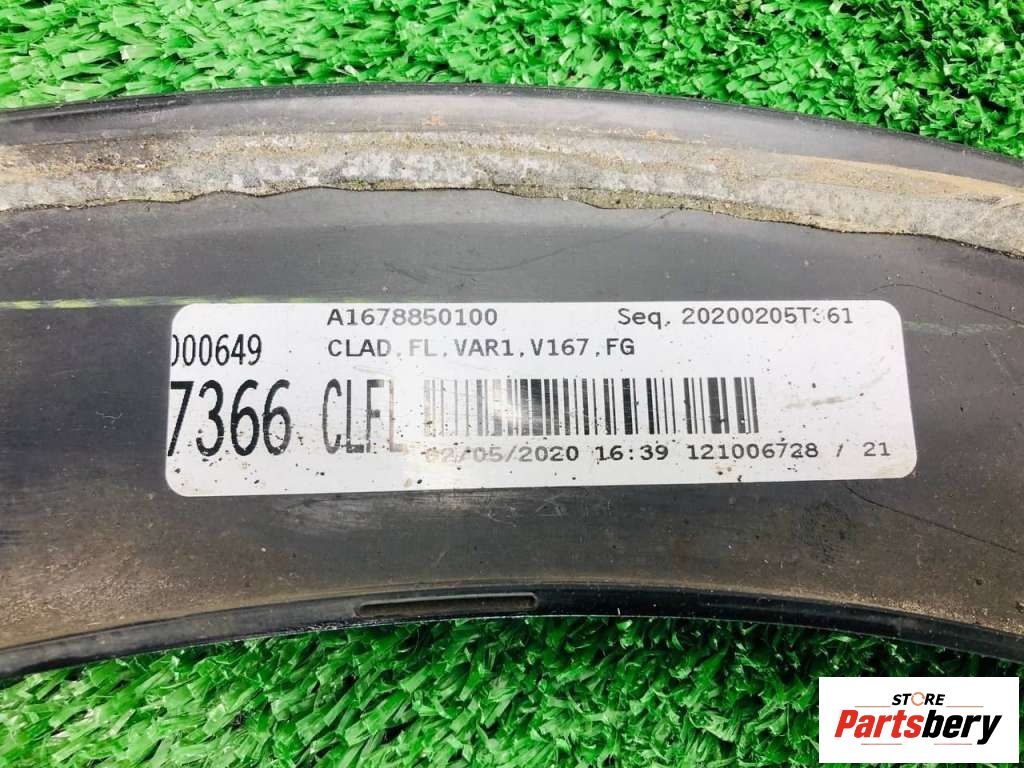 A1678850100 Seq. 20200205T361
000649 CLAD,FL,VAR1,V167,FG
7366 CLFL
02/05/2020 16:39 121006728 / 21
STORE
Partsbery